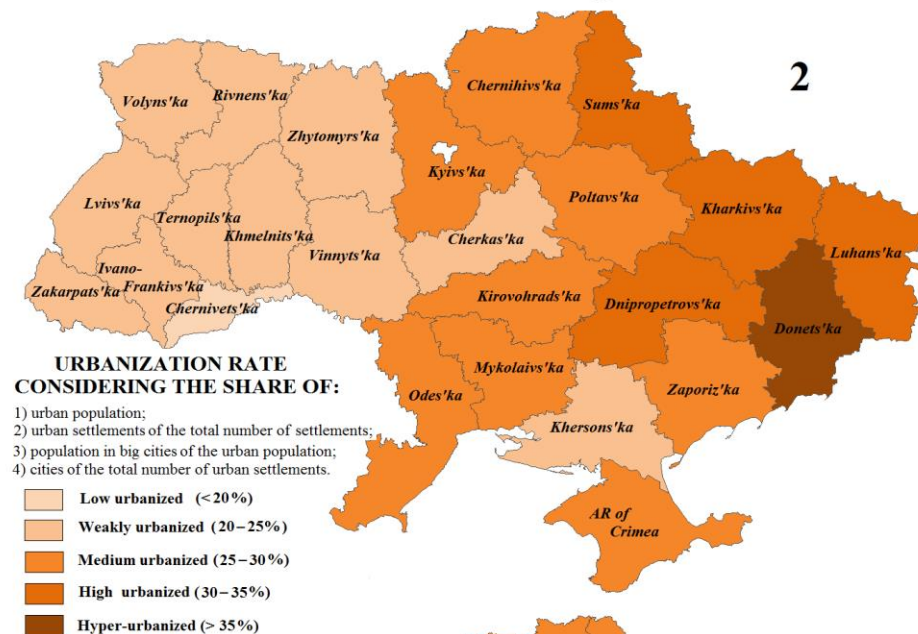 2
Chernihivs'ka
Sums'ka
Volyns'ka
Rivnens'ka
Zhytomyrs'ka
Kyivs'ka
Poltavs'ka
Kharkivs'ka
Lvivs'ka
Ternopils'ka
Khmelnits'ka
Vinnyts'ka
Cherkas'ka
Luhans'ka
Ivano-
Frankivs'ka
Zakarpats'ka
Chernivets'ka
Kirovohrads'ka
Dnipropetrovs'ka
Donets'ka
Odes'ka
Mykolaivs'ka
Zaporiz'ka
Khersons'ka
AR of
Crimea
URBANIZATION RATE
CONSIDERING THE SHARE OF:
1) urban population;
2) urban settlements of the total number of settlements;
3) population in big cities of the urban population;
4) cities of the total number of urban settlements.
Low urbanized (<20%)
Weakly urbanized (20–25%)
Medium urbanized (25–30%)
High urbanized (30–35%)
Hyper-urbanized (> 35%)